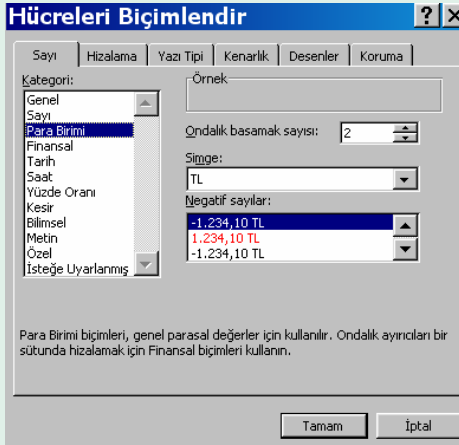 Hücreleri Biçimlendir
Sayı Hizalama Yazı Tipi Kenarlık Desenler Koruma
Kategori:
Genel
Sayı
Para Birimi
Finansal
Tarih
Saat
Yüzde Oranı
Kesir
Bilimsel
Metin
Özel
İsteğe Uyarlanmış
Örnek
Ondalık basamak sayısı: 2
Simge:
TL
Negatif sayılar:
-1.234,10 TL
1.234,10 TL
-1.234,10 TL
Para Birimi biçimleri, genel parasal değerler için kullanılır. Ondalık ayırıcıları bir
sütunda hizalamak için Finansal biçimleri kullanın.
Tamam İptal